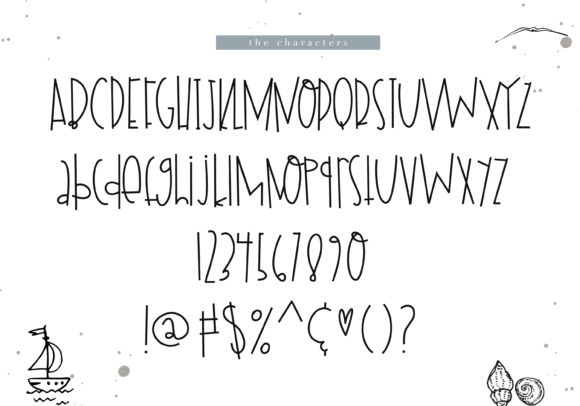 the characters
ABCDEFGHIJKLMNOPQRSTUVWXYZ
abcdefghijklmnopqrstuvwxyz
1234567890
!@#$%^¢♥()?